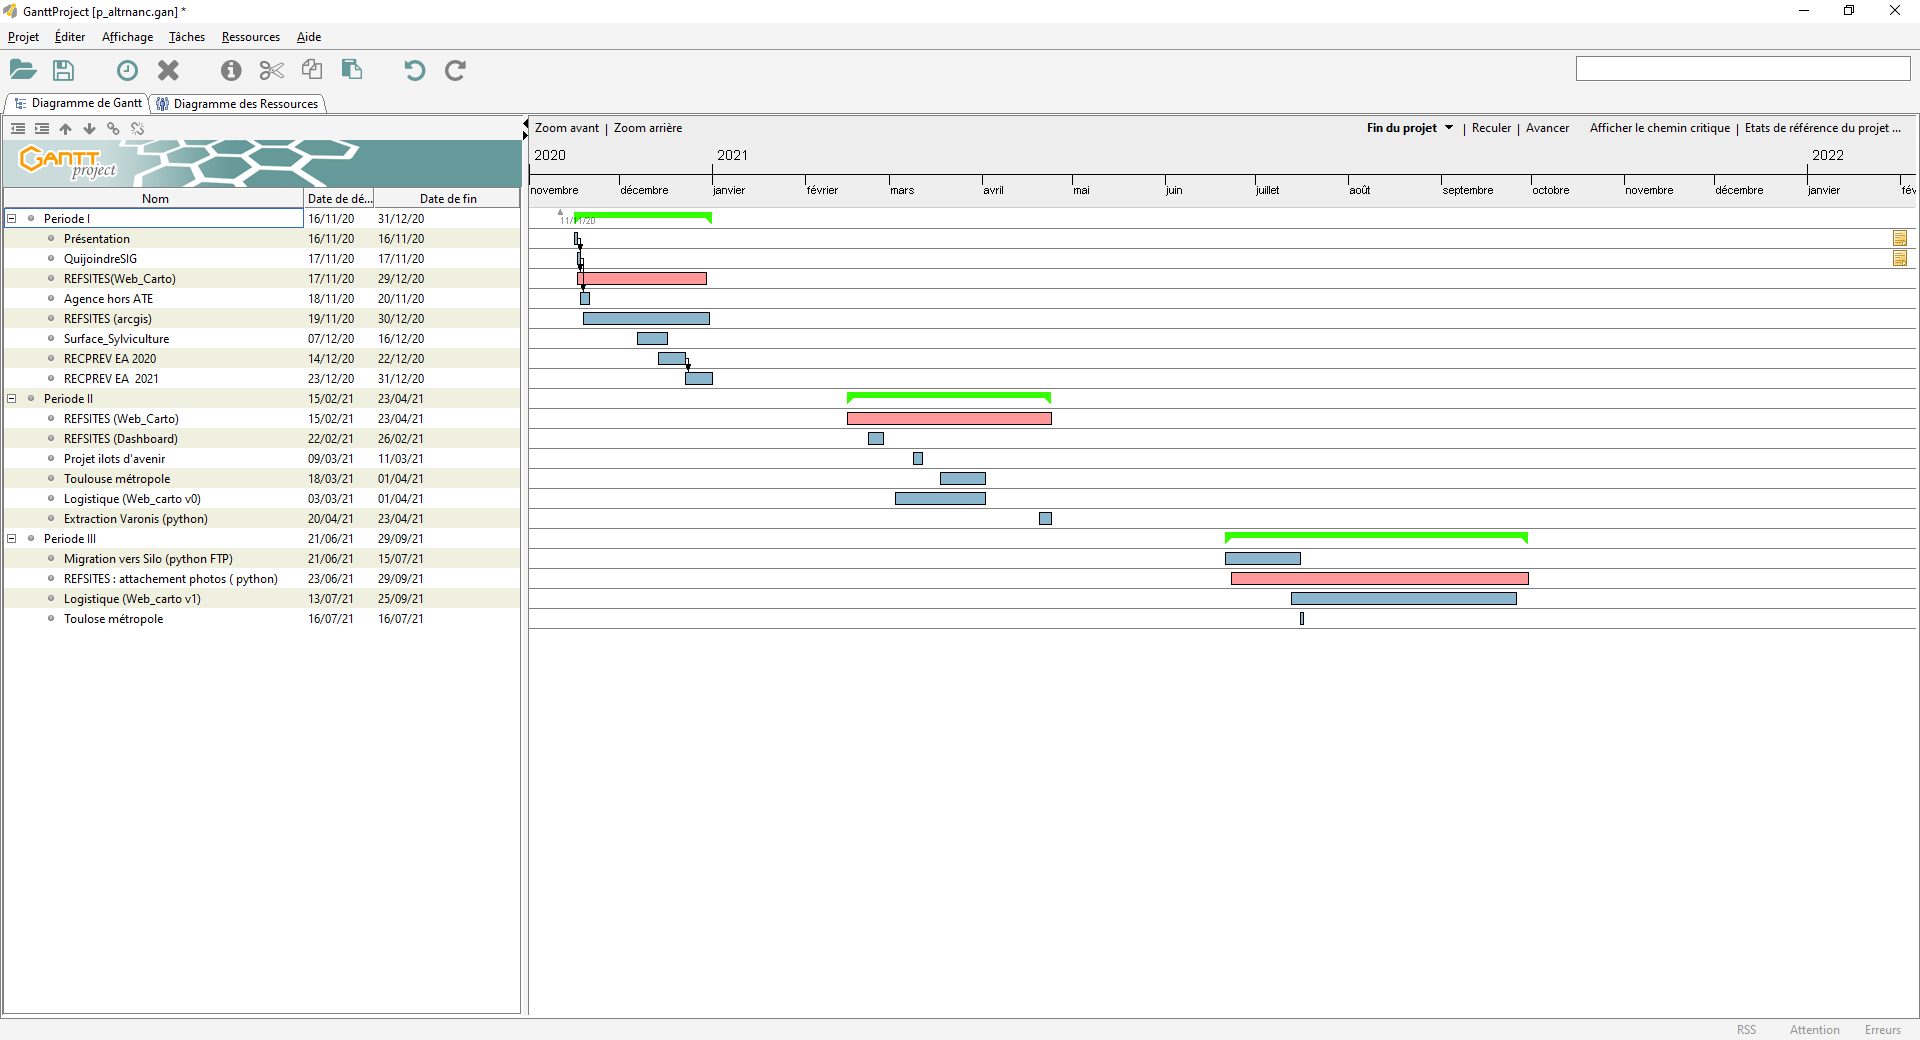 GanttProject [p_altrnanc.gan] *
Projet Éditer Affichage Tâches Ressources Aide
Diagramme de Gantt Diagramme des Ressources
Zoom avant | Zoom arrière Fin du projet | Reculer | Avancer Afficher le chemin critique | Etats de référence du projet ...
GANTT project
2020 2021 2022
novembre décembre janvier février mars avril mai juin juillet août septembre octobre novembre décembre janvier fév
Nom Date de dé... Date de fin
Periode I 16/11/20 31/12/20 11/11/20
Présentation 16/11/20 16/11/20
QuijoindreSIG 17/11/20 17/11/20
REFSITES(Web_Carto) 17/11/20 29/12/20
Agence hors ATE 18/11/20 20/11/20
REFSITES (arcgis) 19/11/20 30/12/20
Surface_Sylviculture 07/12/20 16/12/20
RECPREV EA 2020 14/12/20 22/12/20
RECPREV EA 2021 23/12/20 31/12/20
Periode II 15/02/21 23/04/21
REFSITES (Web_Carto) 15/02/21 23/04/21
REFSITES (Dashboard) 22/02/21 26/02/21
Projet ilots d'avenir 09/03/21 11/03/21
Toulouse métropole 18/03/21 01/04/21
Logistique (Web_carto v0) 03/03/21 01/04/21
Extraction Varonis (python) 20/04/21 23/04/21
Periode III 21/06/21 29/09/21
Migration vers Silo (python FTP) 21/06/21 15/07/21
REFSITES : attachement photos ( python) 23/06/21 29/09/21
Logistique (Web_carto v1) 13/07/21 25/09/21
Toulose métropole 16/07/21 16/07/21
RSS Attention Erreurs